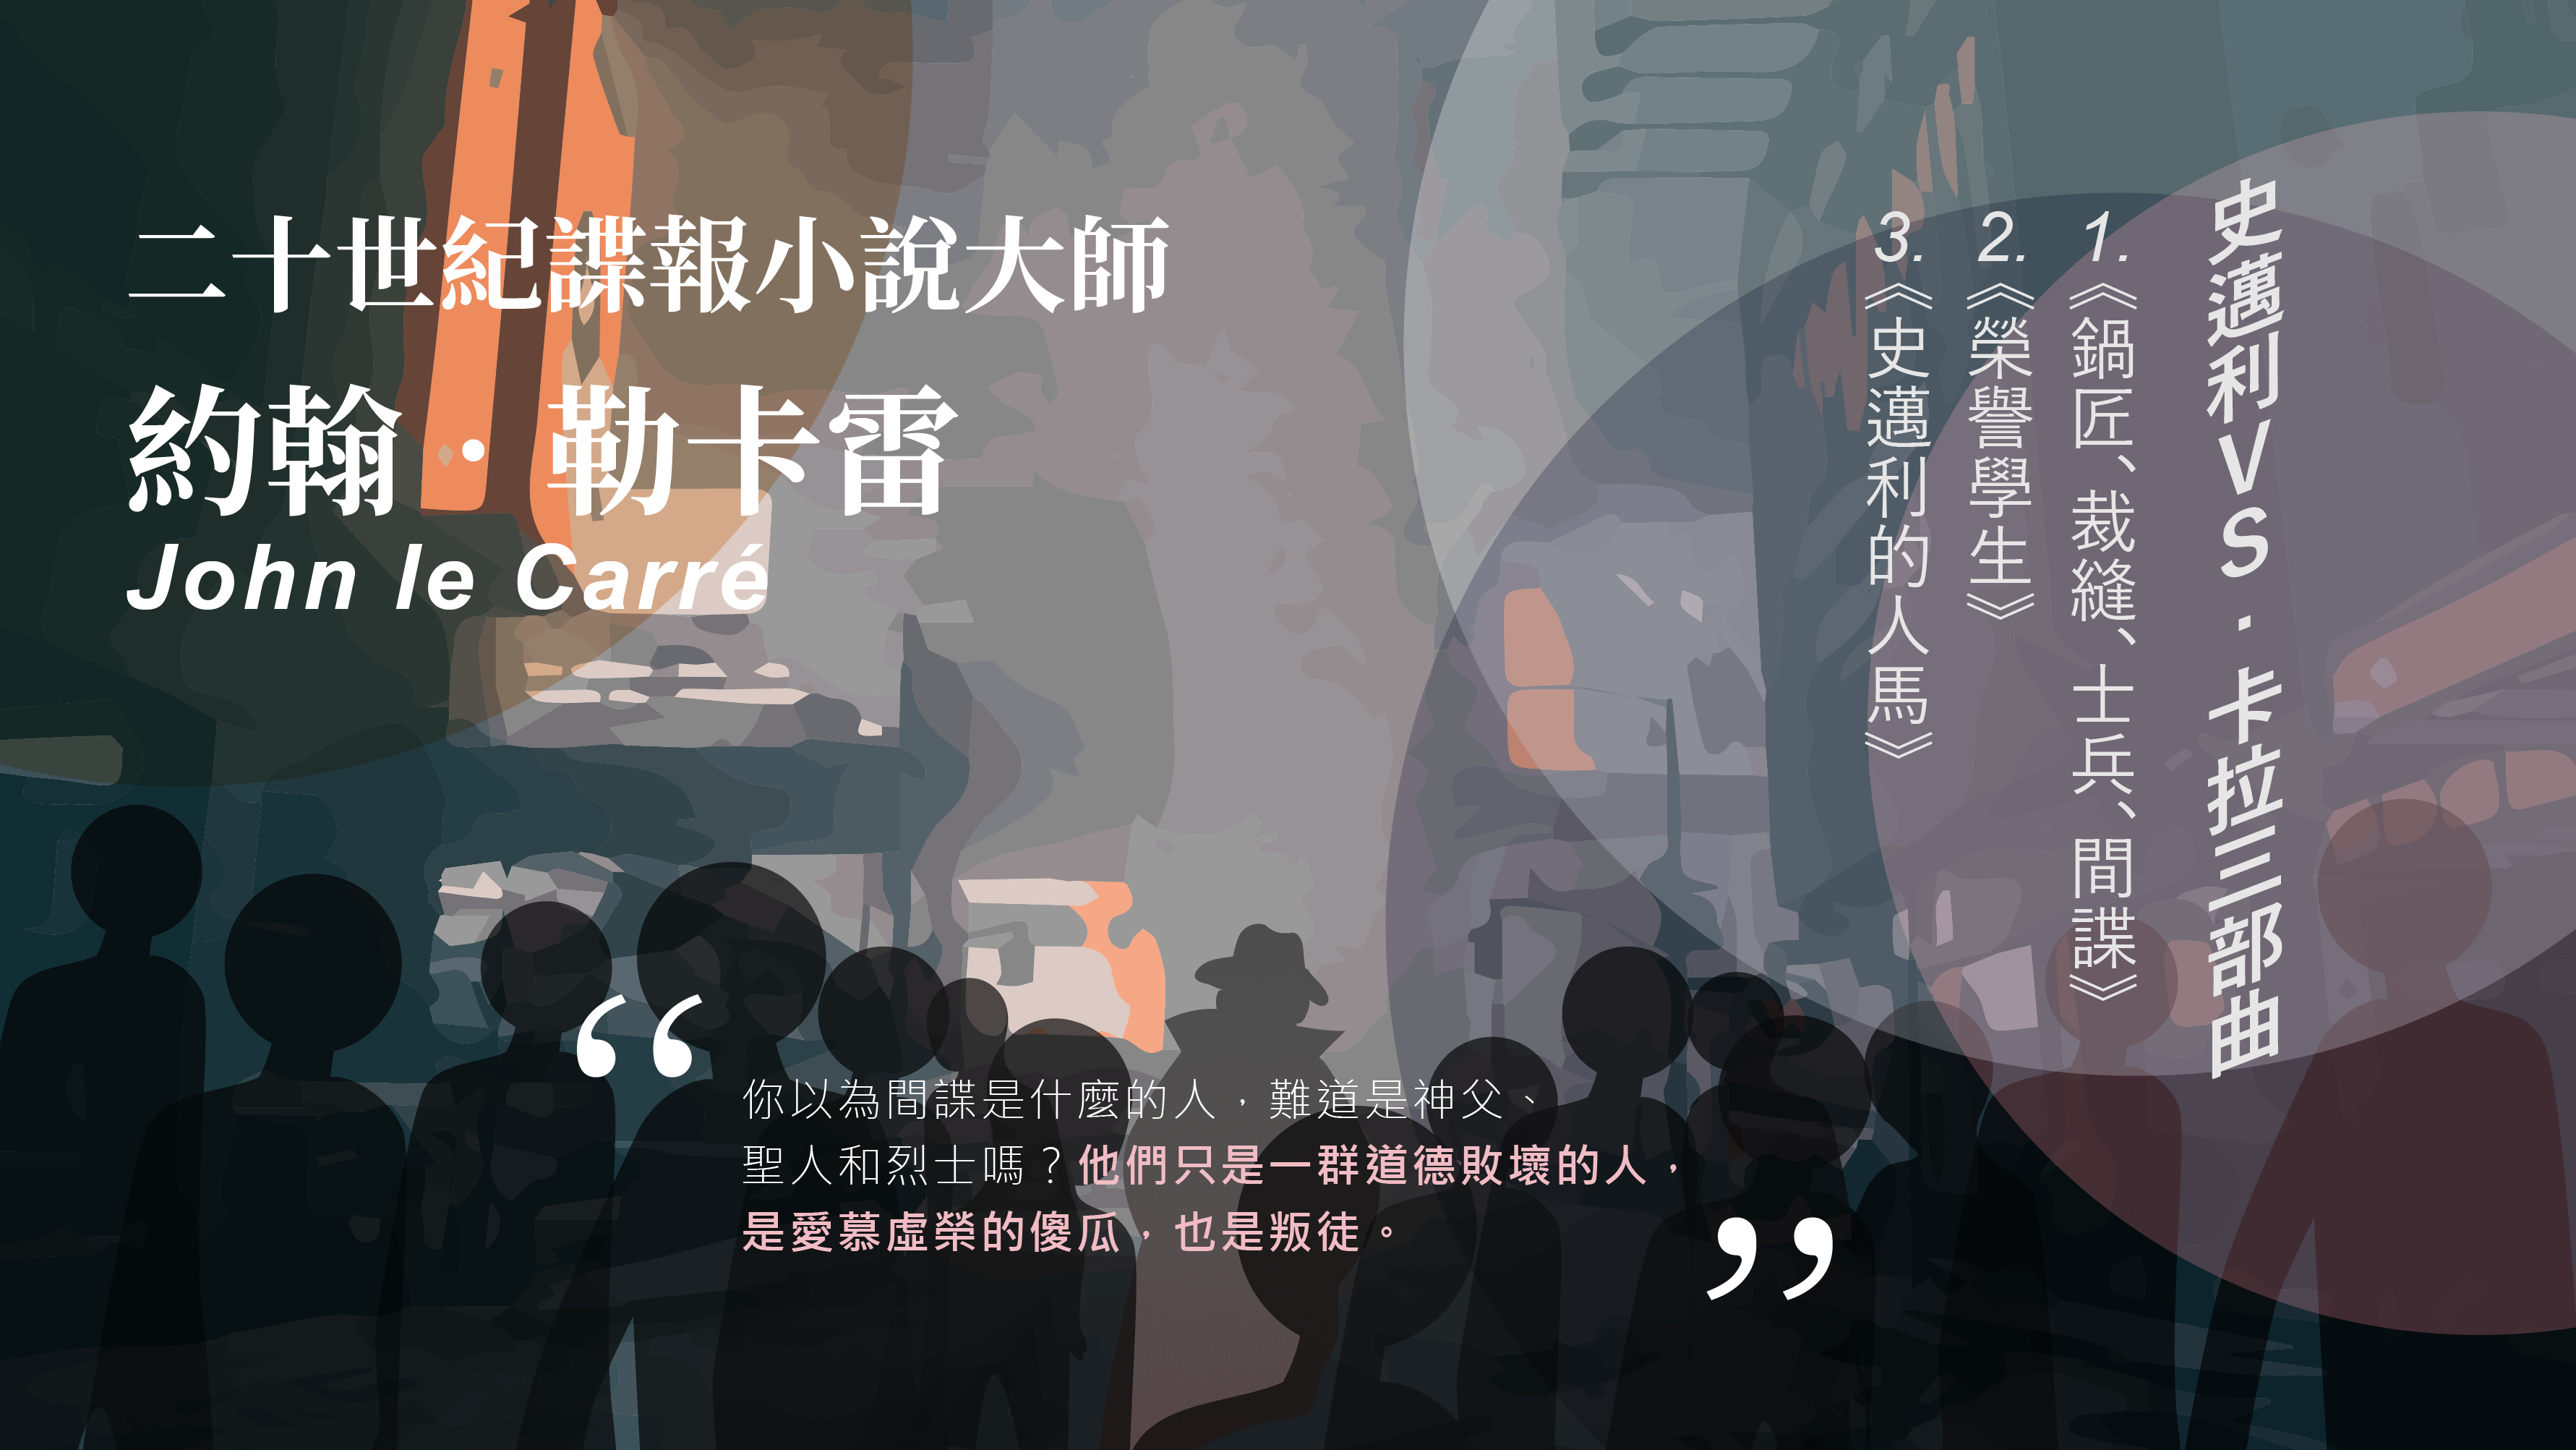 二十世紀諜報小說大師
約翰·勒卡雷
John le Carré
史邁利VS.卡拉三部曲
1.《鍋匠、裁縫、士兵、間諜》
2.《榮譽學生》
3.《史邁利的人馬》
“
你以為間諜是什麼的人，難道是神父、
聖人和烈士嗎？他們只是一群道德敗壞的人，
是愛慕虛榮的傻瓜，也是叛徒。
”